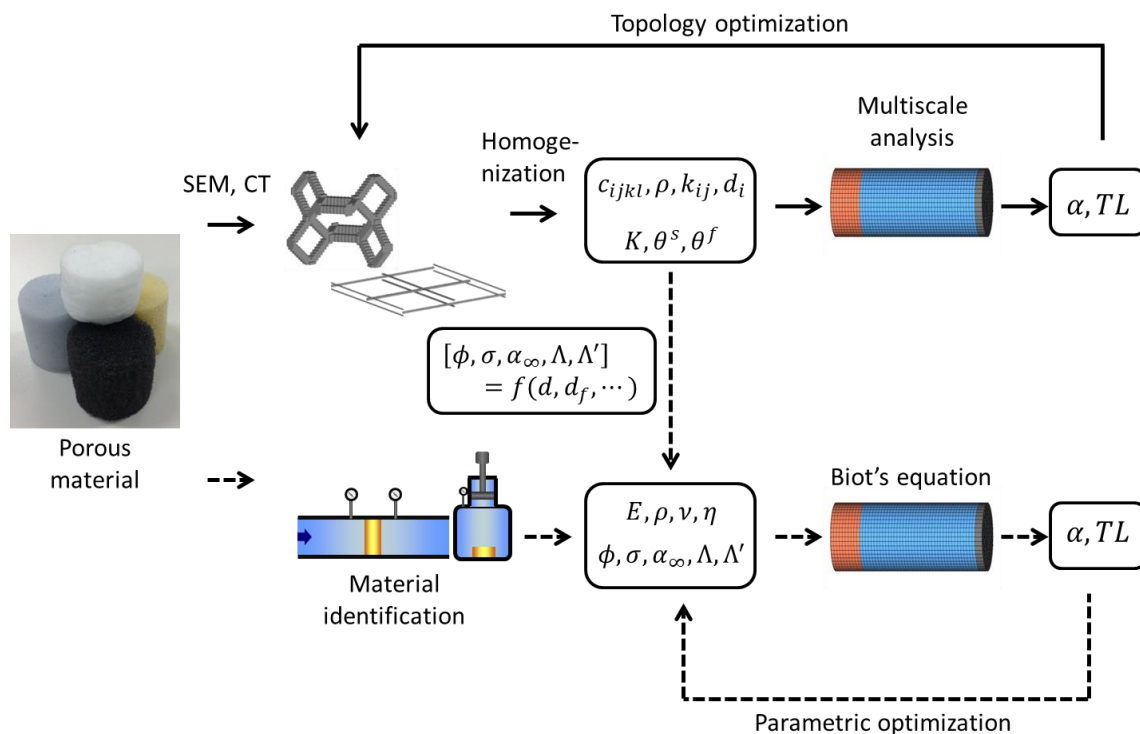 Topology optimization
Multiscale
analysis
Homoge-
nization
SEM, CT
c_{ijkl}, ρ, k_{ij}, d_i
K, θ^s, θ^f
α, TL
[ϕ, σ, α_∞, Λ, Λ′]
= f(d, d_f, ⋯)
Porous
material
Biot's equation
E, ρ, ν, η
ϕ, σ, α_∞, Λ, Λ′
α, TL
Material
identification
Parametric optimization